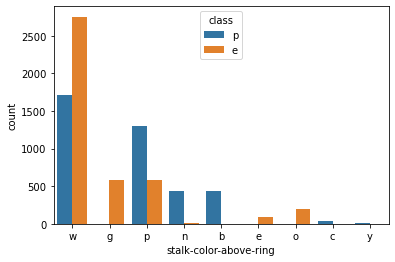 class
p
e
2500
2000
1500
1000
500
0
count
w g p n b e o c y
stalk-color-above-ring